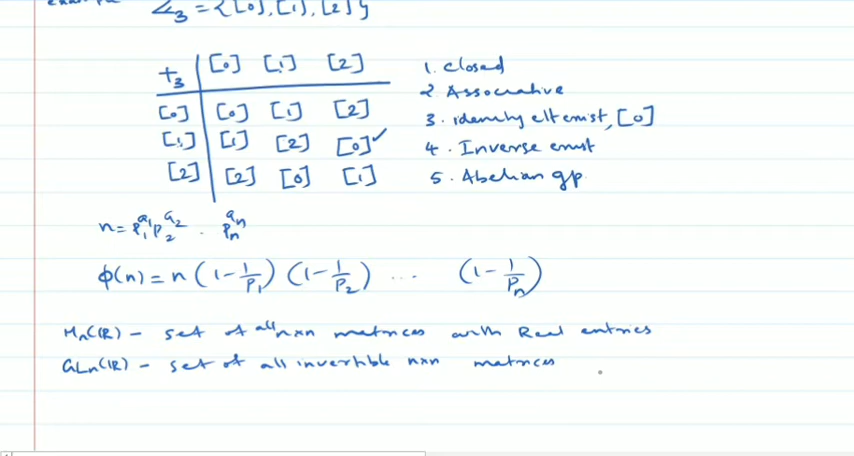 example Z₃ = {[0], [1], [2]}
+₃ [0] [1] [2]
[0] [0] [1] [2]
[1] [1] [2] [0] ✓
[2] [2] [0] [1]
1. Closed
2. Associative
3. identity elt exist, [0]
4. Inverse exist
5. Abelian gp.
n = p₁^a₁ p₂^a₂ . pₙ^aₙ
ϕ(n) = n (1 - 1/p₁) (1 - 1/p₂) ... (1 - 1/pₙ)
Mₙ(ℝ) - set of all n×n matrices with Real entries
GLₙ(ℝ) - set of all invertible n×n matrices